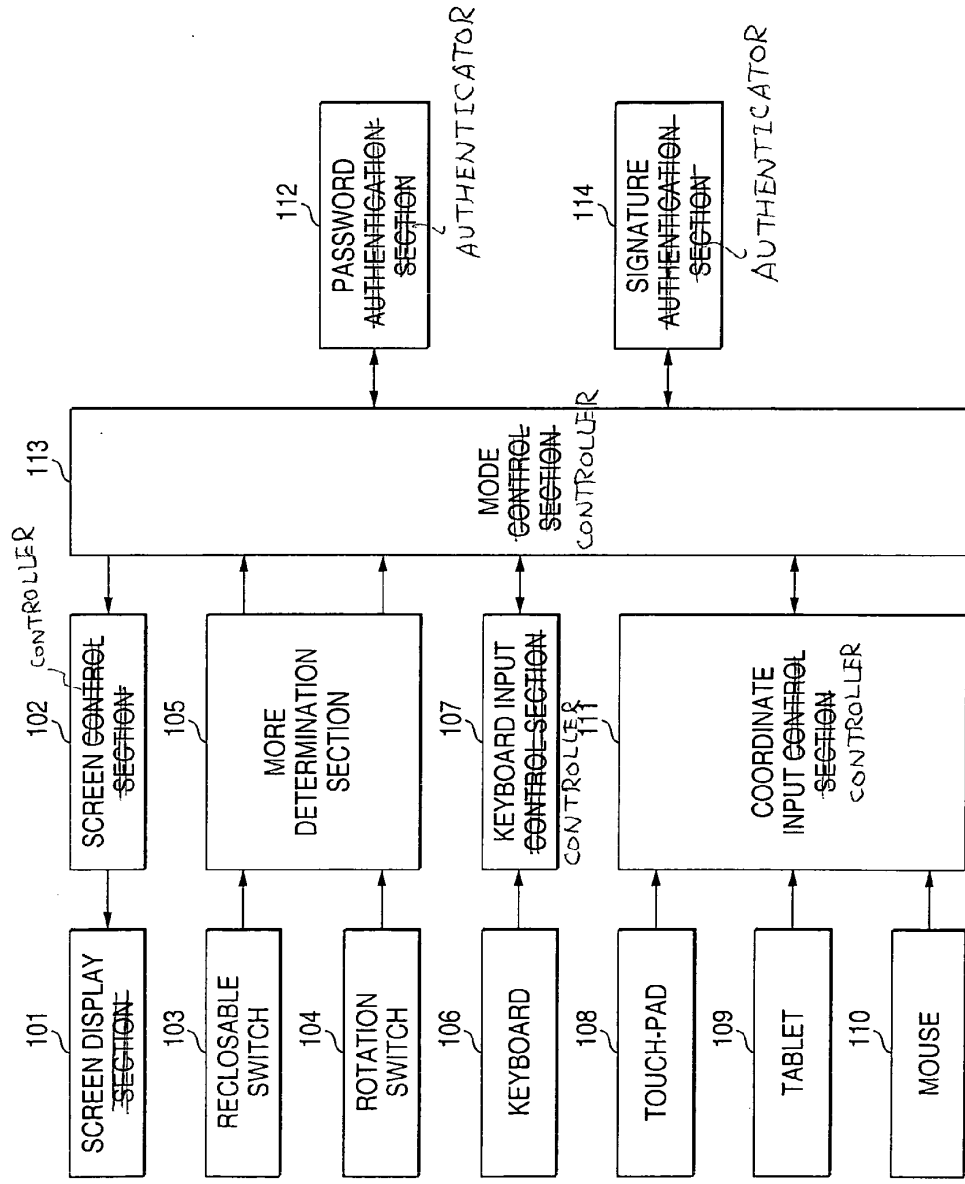 101
SCREEN DISPLAY
SECTION
102
SCREEN CONTROL
SECTION
CONTROLLER
103
RECLOSABLE
SWITCH
104
ROTATION
SWITCH
105
MORE
DETERMINATION
SECTION
106
KEYBOARD
107
KEYBOARD INPUT
CONTROL SECTION
CONTROLLER
108
TOUCH-PAD
109
TABLET
110
MOUSE
111
COORDINATE
INPUT CONTROL
SECTION
CONTROLLER
113
MODE
CONTROL
SECTION
CONTROLLER
112
PASSWORD
AUTHENTICATION
SECTION
AUTHENTICATOR
114
SIGNATURE
AUTHENTICATION
SECTION
AUTHENTICATOR